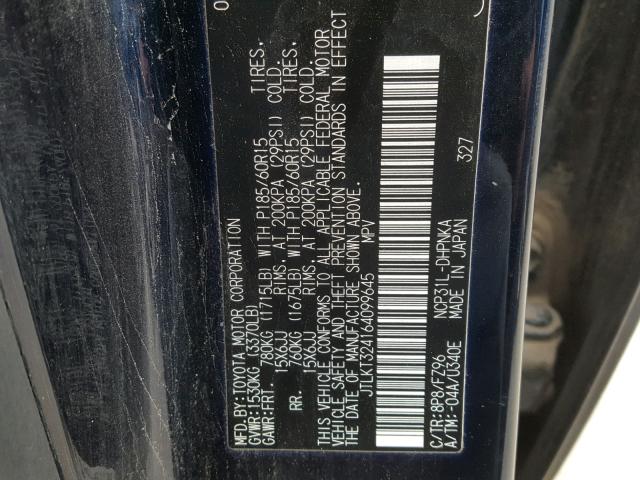 MFD.BY:TOYOTA MOTOR CORPORATION
GVWR:1530KG (3370LB)
GAWR:FRT. 780KG (1715LB) WITH P185/60R15 TIRES.
15X6JJ RIMS, AT 200KPA (29PSI) COLD.
RR. 760KG (1675LB) WITH P185/60R15 TIRES.
15X6JJ RIMS, AT 200KPA (29PSI) COLD.
THIS VEHICLE CONFORMS TO ALL APPLICABLE FEDERAL MOTOR
VEHICLE SAFETY AND THEFT PREVENTION STANDARDS IN EFFECT
ON THE DATE OF MANUFACTURE SHOWN ABOVE.
JTLKT324164099645 MPV
327
C/TR:8P8/FZ96 NCP31L-DHPNKA
A/TM:-04A/U340E MADE IN JAPAN